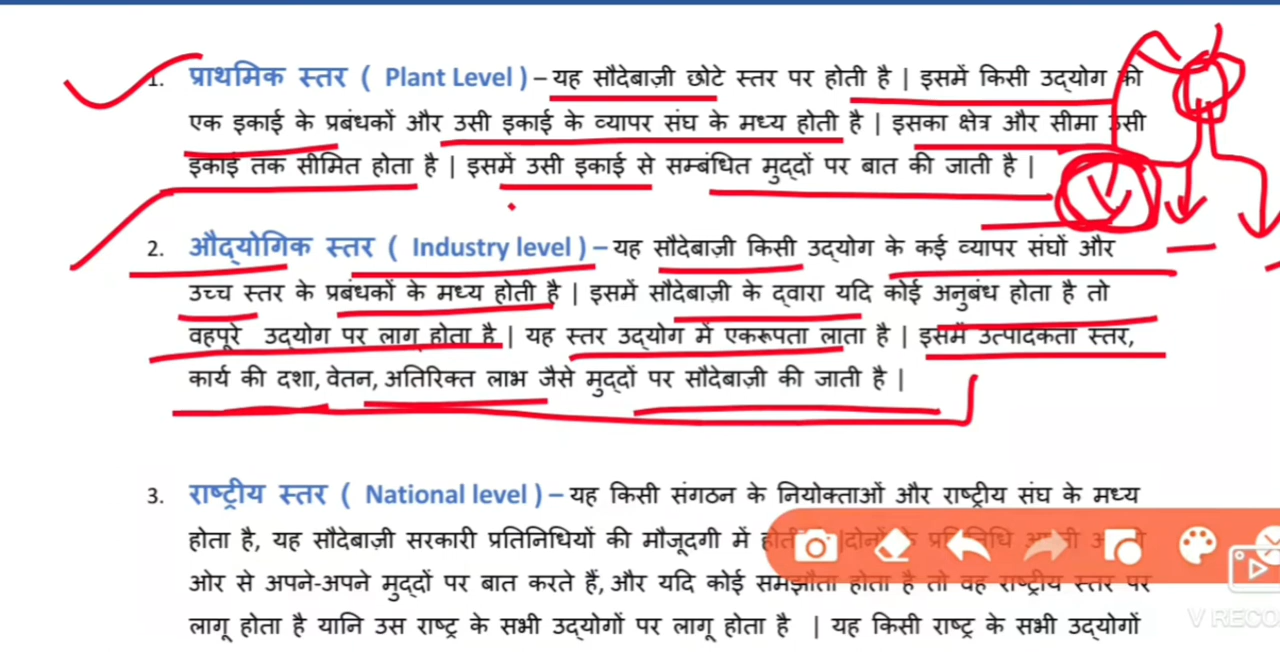 1. प्राथमिक स्तर ( Plant Level ) – यह सौदेबाज़ी छोटे स्तर पर होती है | इसमें किसी उद्योग की
एक इकाई के प्रबंधकों और उसी इकाई के व्यापर संघ के मध्य होती है | इसका क्षेत्र और सीमा उसी
इकाई तक सीमित होता है | इसमें उसी इकाई से सम्बंधित मुद्दों पर बात की जाती है |
2. औद्योगिक स्तर ( Industry level ) – यह सौदेबाज़ी किसी उद्योग के कई व्यापर संघों और
उच्च स्तर के प्रबंधकों के मध्य होती है | इसमें सौदेबाज़ी के द्वारा यदि कोई अनुबंध होता है तो
वहपूरे उद्योग पर लागू होता है | यह स्तर उद्योग में एकरूपता लाता है | इसमें उत्पादकता स्तर,
कार्य की दशा, वेतन, अतिरिक्त लाभ जैसे मुद्दों पर सौदेबाज़ी की जाती है |
3. राष्ट्रीय स्तर ( National level ) – यह किसी संगठन के नियोक्ताओं और राष्ट्रीय संघ के मध्य
होता है, यह सौदेबाज़ी सरकारी प्रतिनिधियों की मौजूदगी में
ओर से अपने-अपने मुद्दों पर बात करते हैं, और यदि कोई समझौता होता है तो वह राष्ट्रीय स्तर पर
लागू होता है यानि उस राष्ट्र के सभी उद्योगों पर लागू होता है | यह किसी राष्ट्र के सभी उद्योगों
V RECO